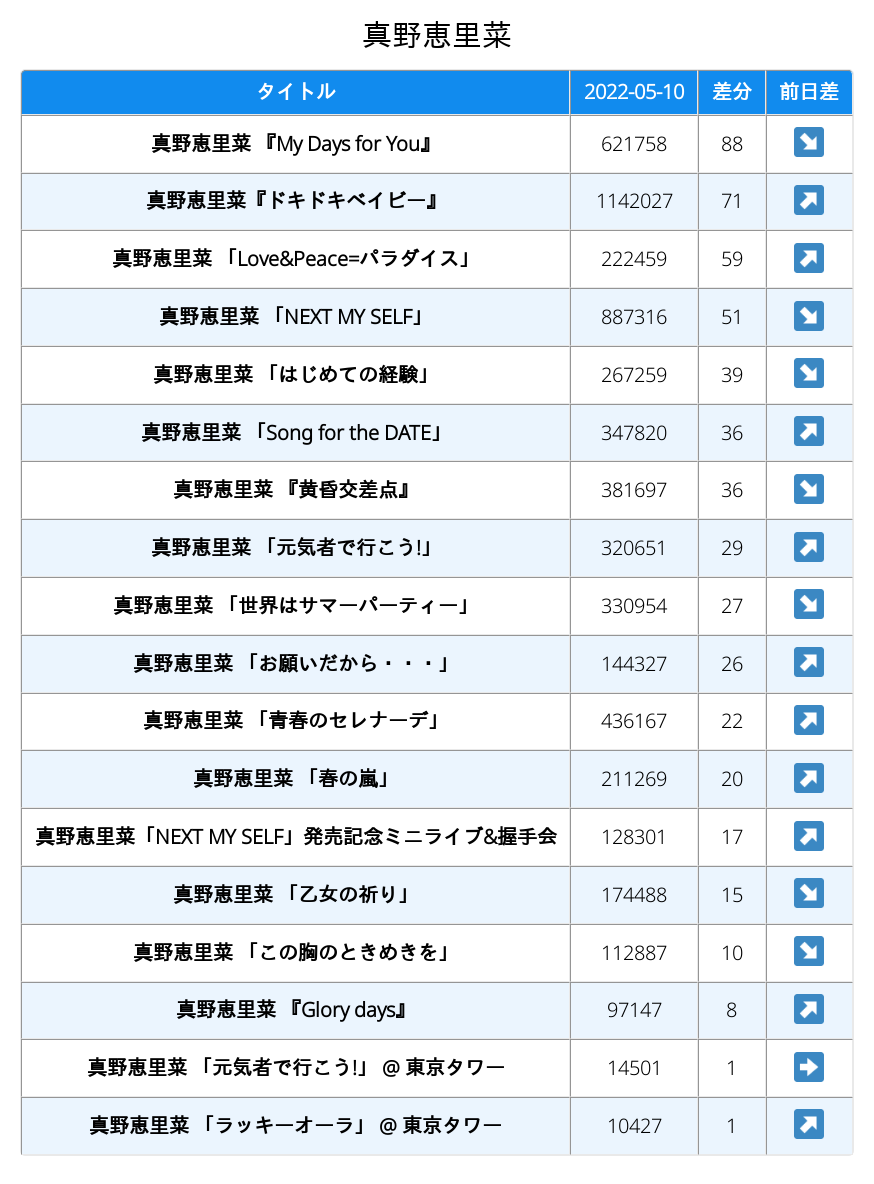 真野恵里菜
タイトル 2022-05-10 差分 前日差
真野恵里菜 『My Days for You』 621758 88 ↘
真野恵里菜『ドキドキベイビー』 1142027 71 ↗
真野恵里菜 「Love&Peace=パラダイス」 222459 59 ↗
真野恵里菜 「NEXT MY SELF」 887316 51 ↘
真野恵里菜 「はじめての経験」 267259 39 ↘
真野恵里菜 「Song for the DATE」 347820 36 ↗
真野恵里菜 『黄昏交差点』 381697 36 ↘
真野恵里菜 「元気者で行こう!」 320651 29 ↗
真野恵里菜 「世界はサマーパーティー」 330954 27 ↘
真野恵里菜 「お願いだから・・・」 144327 26 ↗
真野恵里菜 「青春のセレナーデ」 436167 22 ↗
真野恵里菜 「春の嵐」 211269 20 ↗
真野恵里菜「NEXT MY SELF」発売記念ミニライブ&握手会 128301 17 ↗
真野恵里菜 「乙女の祈り」 174488 15 ↘
真野恵里菜 「この胸のときめきを」 112887 10 ↘
真野恵里菜 『Glory days』 97147 8 ↗
真野恵里菜 「元気者で行こう!」 @ 東京タワー 14501 1 ➡
真野恵里菜 「ラッキーオーラ」 @ 東京タワー 10427 1 ↗